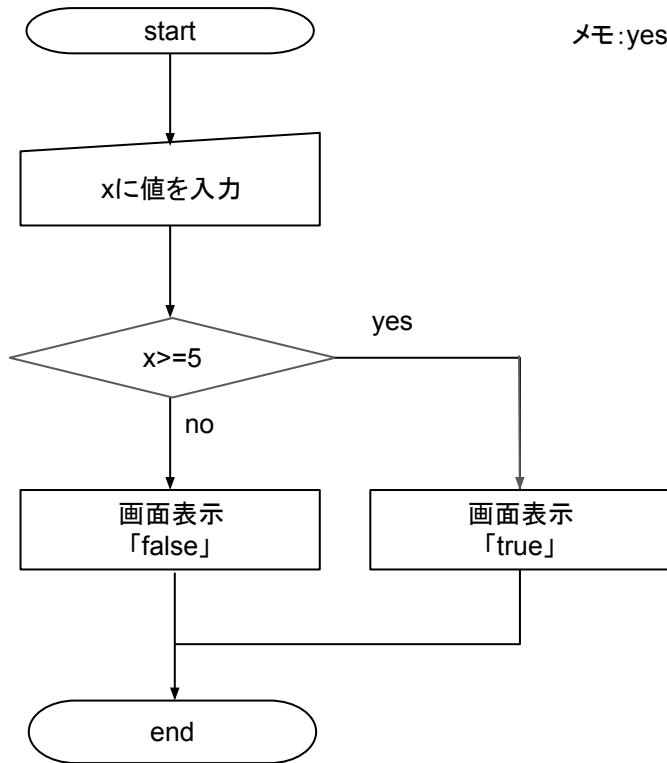 start
メモ:yes
xに値を入力
x>=5
yes
no
画面表示
「false」
画面表示
「true」
end